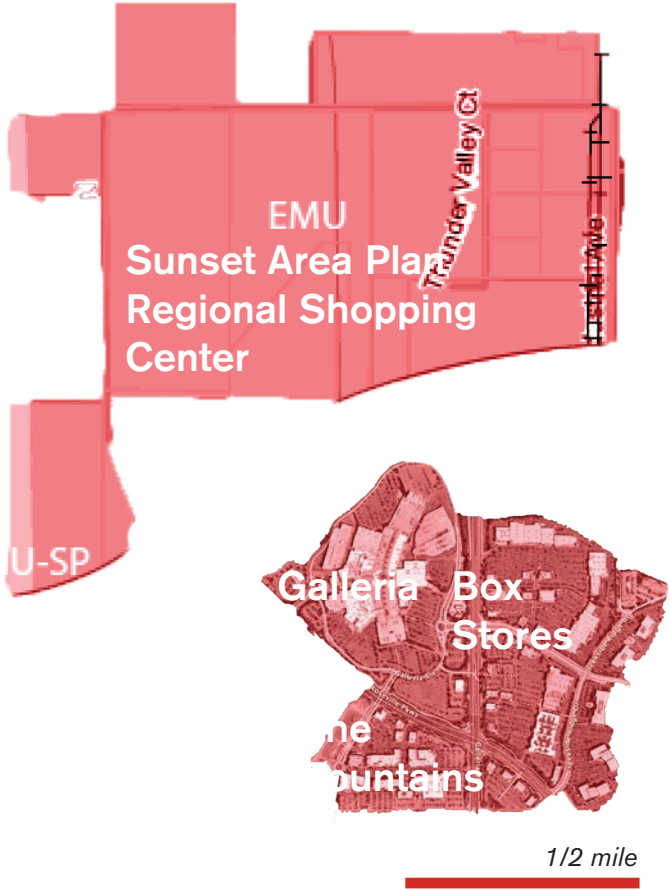 Thunder Valley Ct
EMU
Sunset Area Plan
Regional Shopping
Center
U-SP
Galleria
Box
Stores
ountains
1/2 mile